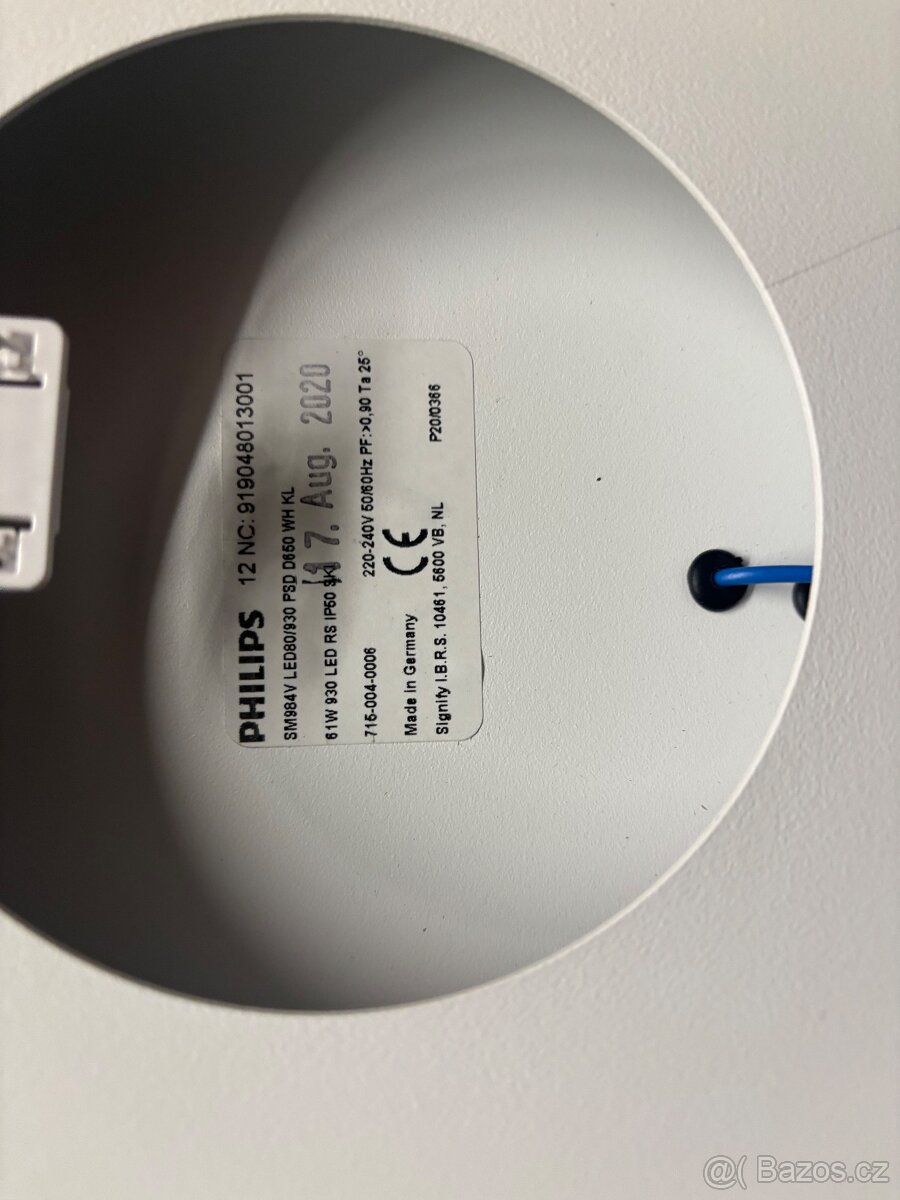 PHILIPS 12 NC: 919048013001
SM984V LED80/930 PSD D650 WH KL
61W 930 LED RS IP50 SKI
17. Aug. 2020
715-004-0006 220-240V 50/60Hz PF:>0,90 Ta 25°
Made in Germany CE
Signify I.B.R.S. 10461, 5600 VB, NL P20/0366
@( Bazos.cz